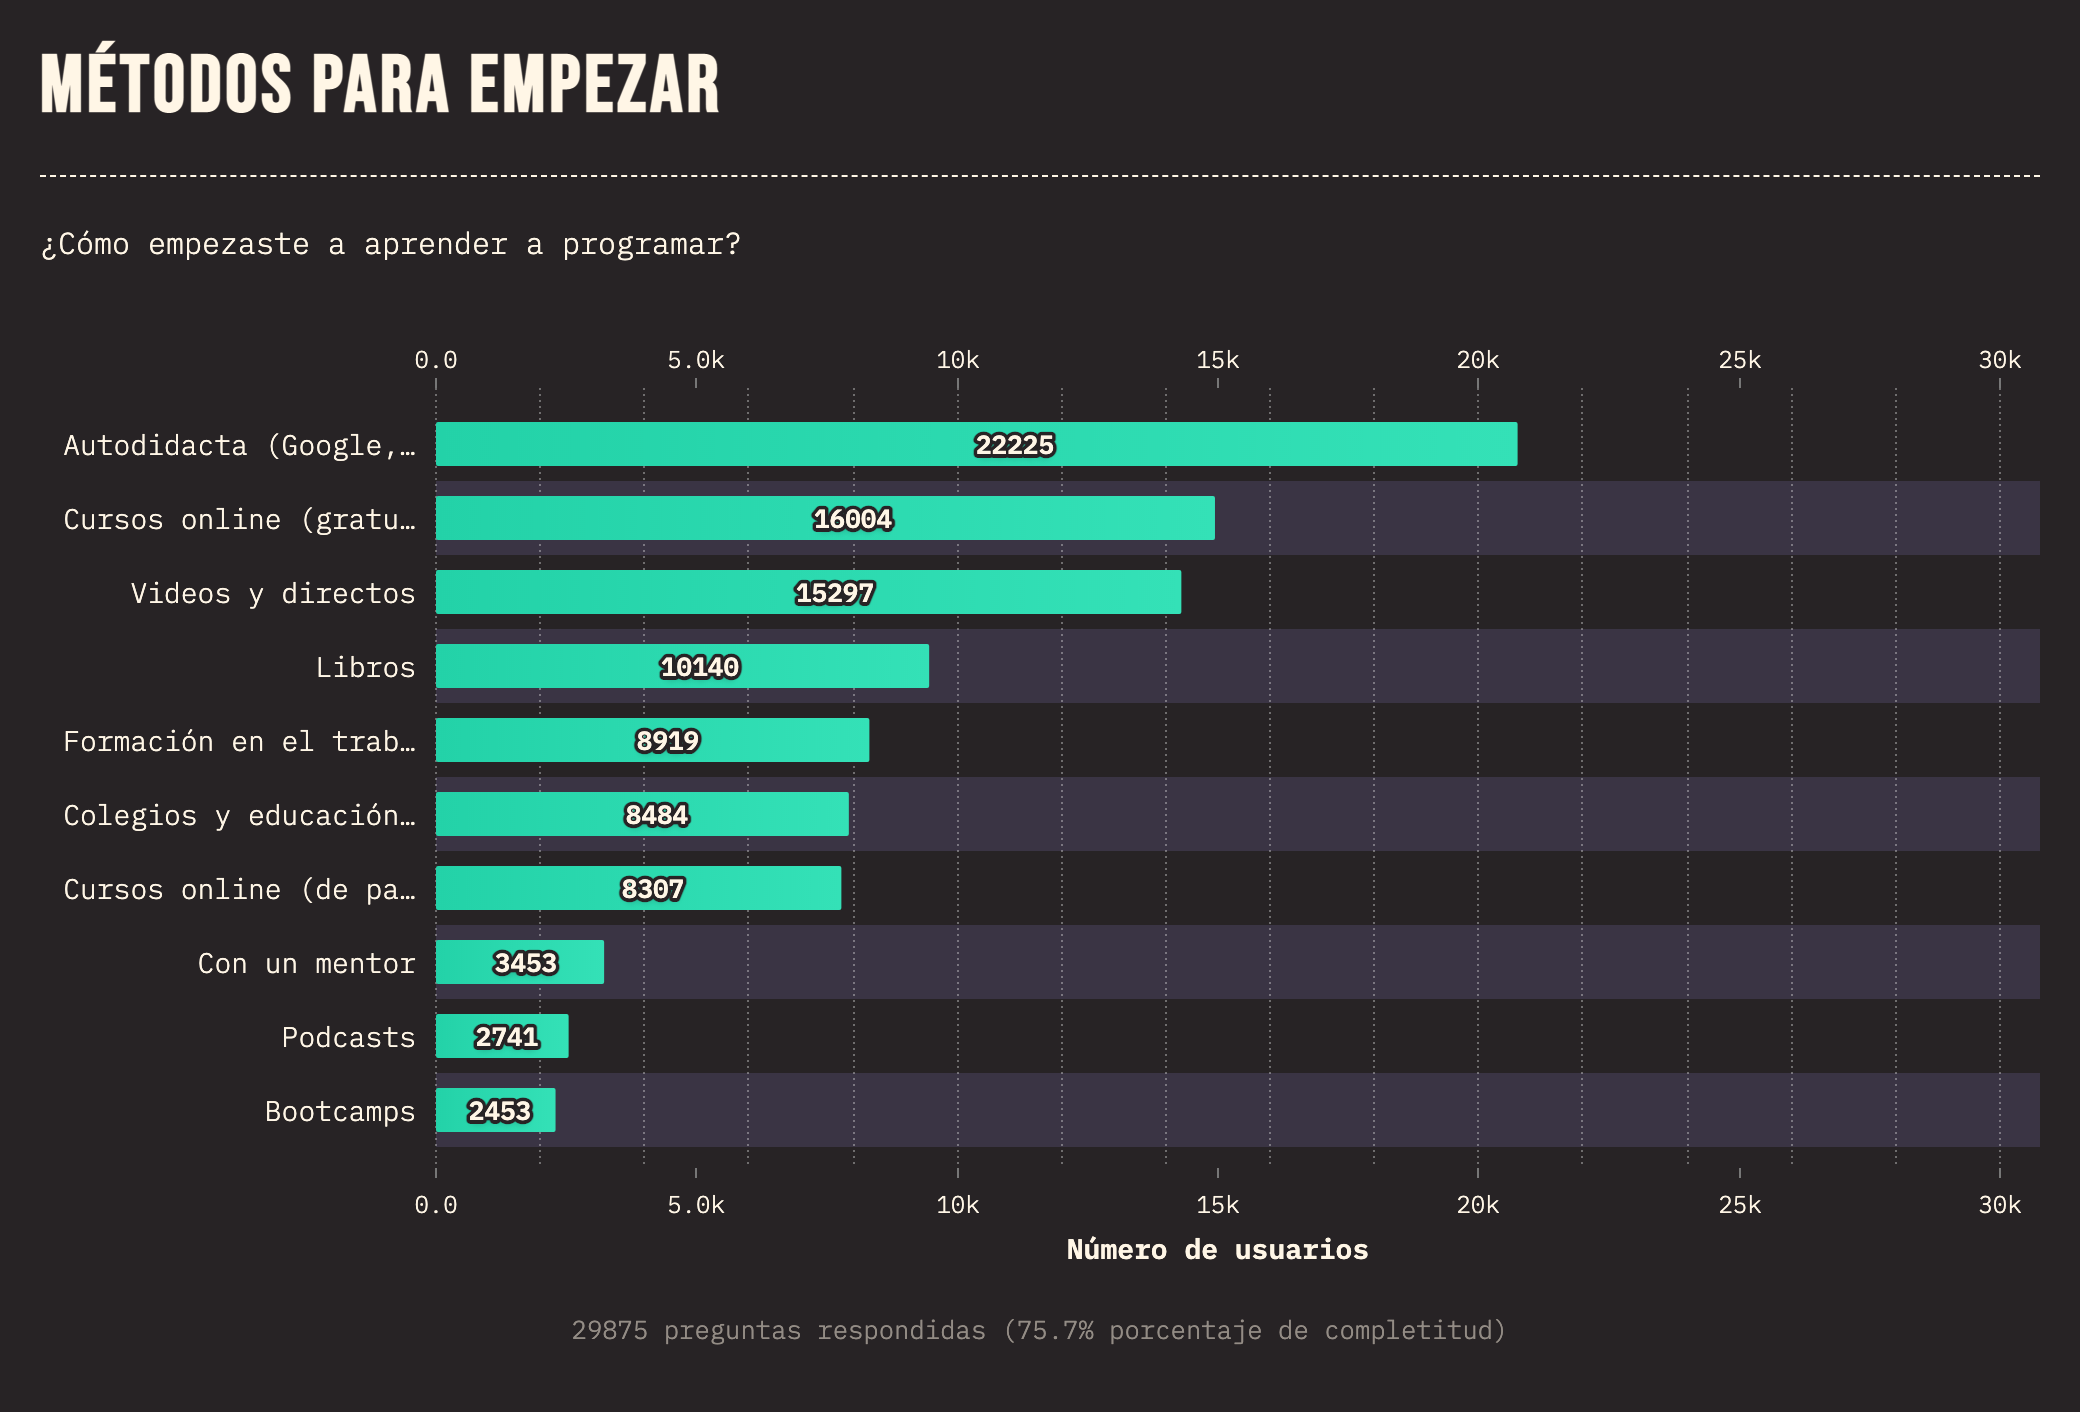 MÉTODOS PARA EMPEZAR
¿Cómo empezaste a aprender a programar?
0.0 5.0k 10k 15k 20k 25k 30k
Autodidacta (Google,… 22225
Cursos online (gratu… 16004
Videos y directos 15297
Libros 10140
Formación en el trab… 8919
Colegios y educación… 8484
Cursos online (de pa… 8307
Con un mentor 3453
Podcasts 2741
Bootcamps 2453
0.0 5.0k 10k 15k 20k 25k 30k
Número de usuarios
29875 preguntas respondidas (75.7% porcentaje de completitud)